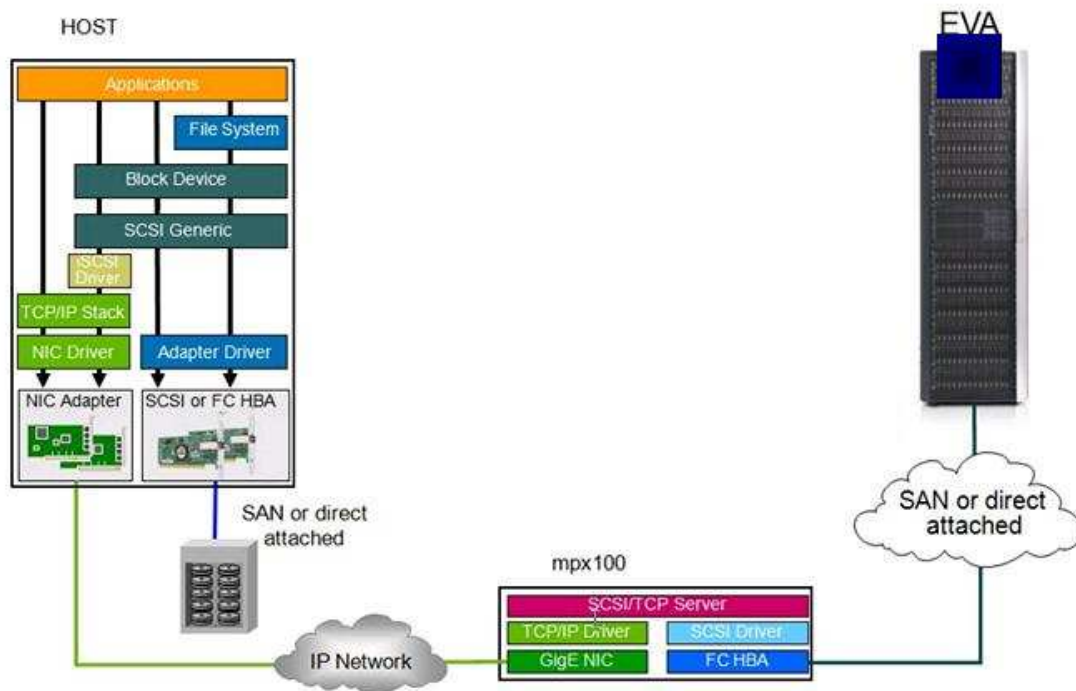 HOST
EVA
Applications
File System
Block Device
SCSI Generic
iSCSI
Driver
TCP/IP Stack
NIC Driver
Adapter Driver
NIC Adapter
SCSI or FC HBA
SAN or direct
attached
SAN or direct
attached
mpx100
SCSI/TCP Server
TCP/IP Driver
SCSI Driver
GigE NIC
FC HBA
IP Network